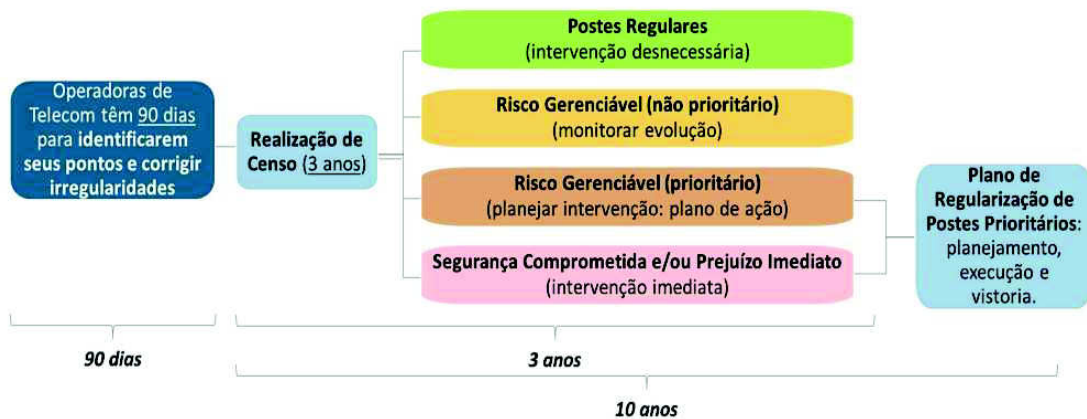 Operadoras de
Telecom têm 90 dias
para identificarem
seus pontos e corrigir
irregularidades
Realização de
Censo (3 anos)
Postes Regulares
(intervenção desnecessária)
Risco Gerenciável (não prioritário)
(monitorar evolução)
Risco Gerenciável (prioritário)
(planejar intervenção: plano de ação)
Segurança Comprometida e/ou Prejuízo Imediato
(intervenção imediata)
Plano de
Regularização de
Postes Prioritários:
planejamento,
execução e
vistoria.
90 dias
3 anos
10 anos